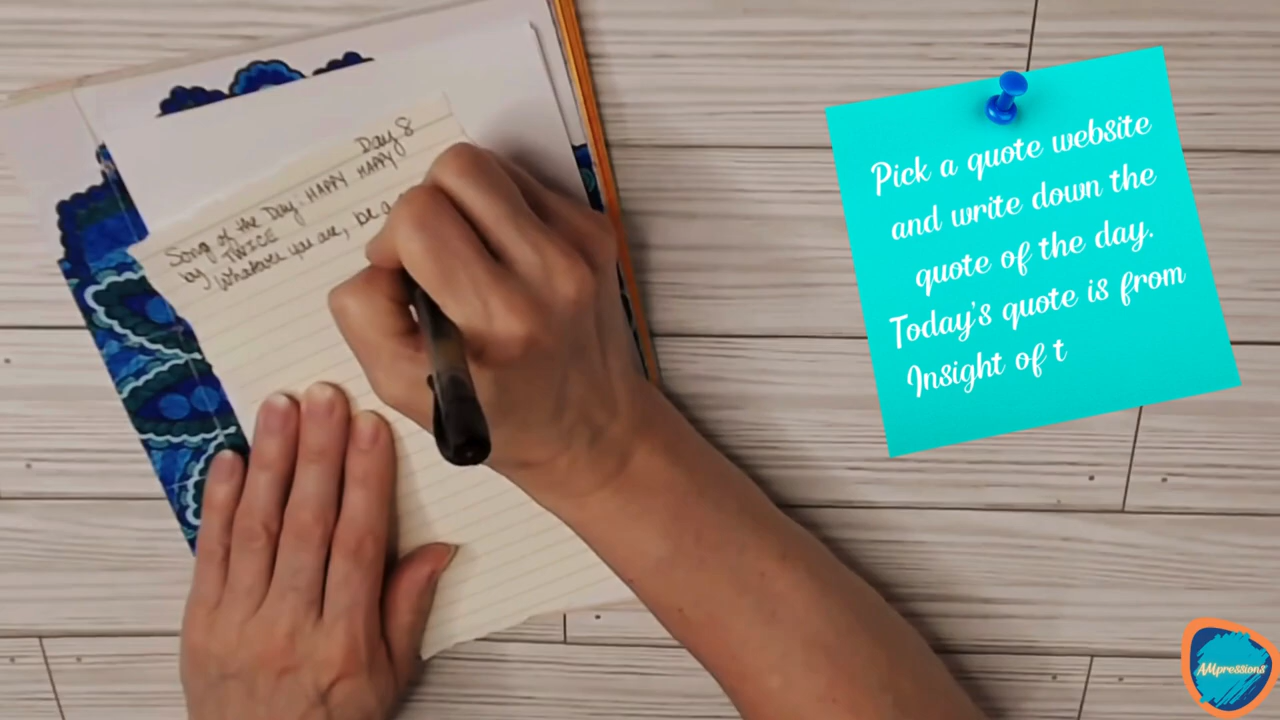 Day 8
Song of the Day - HAPPY HAPPY
by TWICE
Whatever you are, be a
Pick a quote website
and write down the
quote of the day.
Today's quote is from
Insight of t
AMpressions